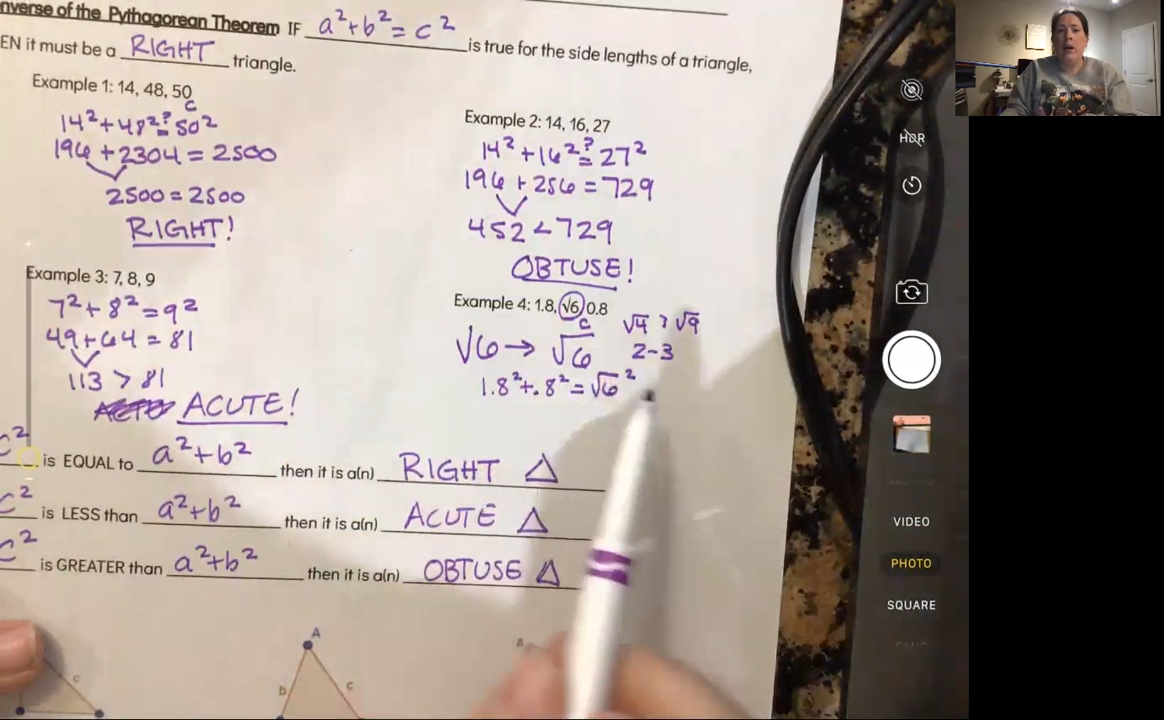 nverse of the Pythagorean Theorem IF a²+b²=c² is true for the side lengths of a triangle,
EN it must be a RIGHT triangle.
Example 1: 14, 48, 50
c
14²+48²≟50²
196+2304=2500
2500=2500
RIGHT!
Example 2: 14, 16, 27
14²+16²≟27²
196+256=729
452<729
OBTUSE!
Example 3: 7, 8, 9
7²+8²=9²
49+64=81
113>81
ACUTE!
Example 4: 1.8, √6, 0.8
c
√6→√6
√4 √9
2-3
1.8²+.8²=√6²
c² is EQUAL to a²+b² then it is a(n) RIGHT △
c² is LESS than a²+b² then it is a(n) ACUTE △
c² is GREATER than a²+b² then it is a(n) OBTUSE △
c
A
b
c
A
HDR
VIDEO
PHOTO
SQUARE